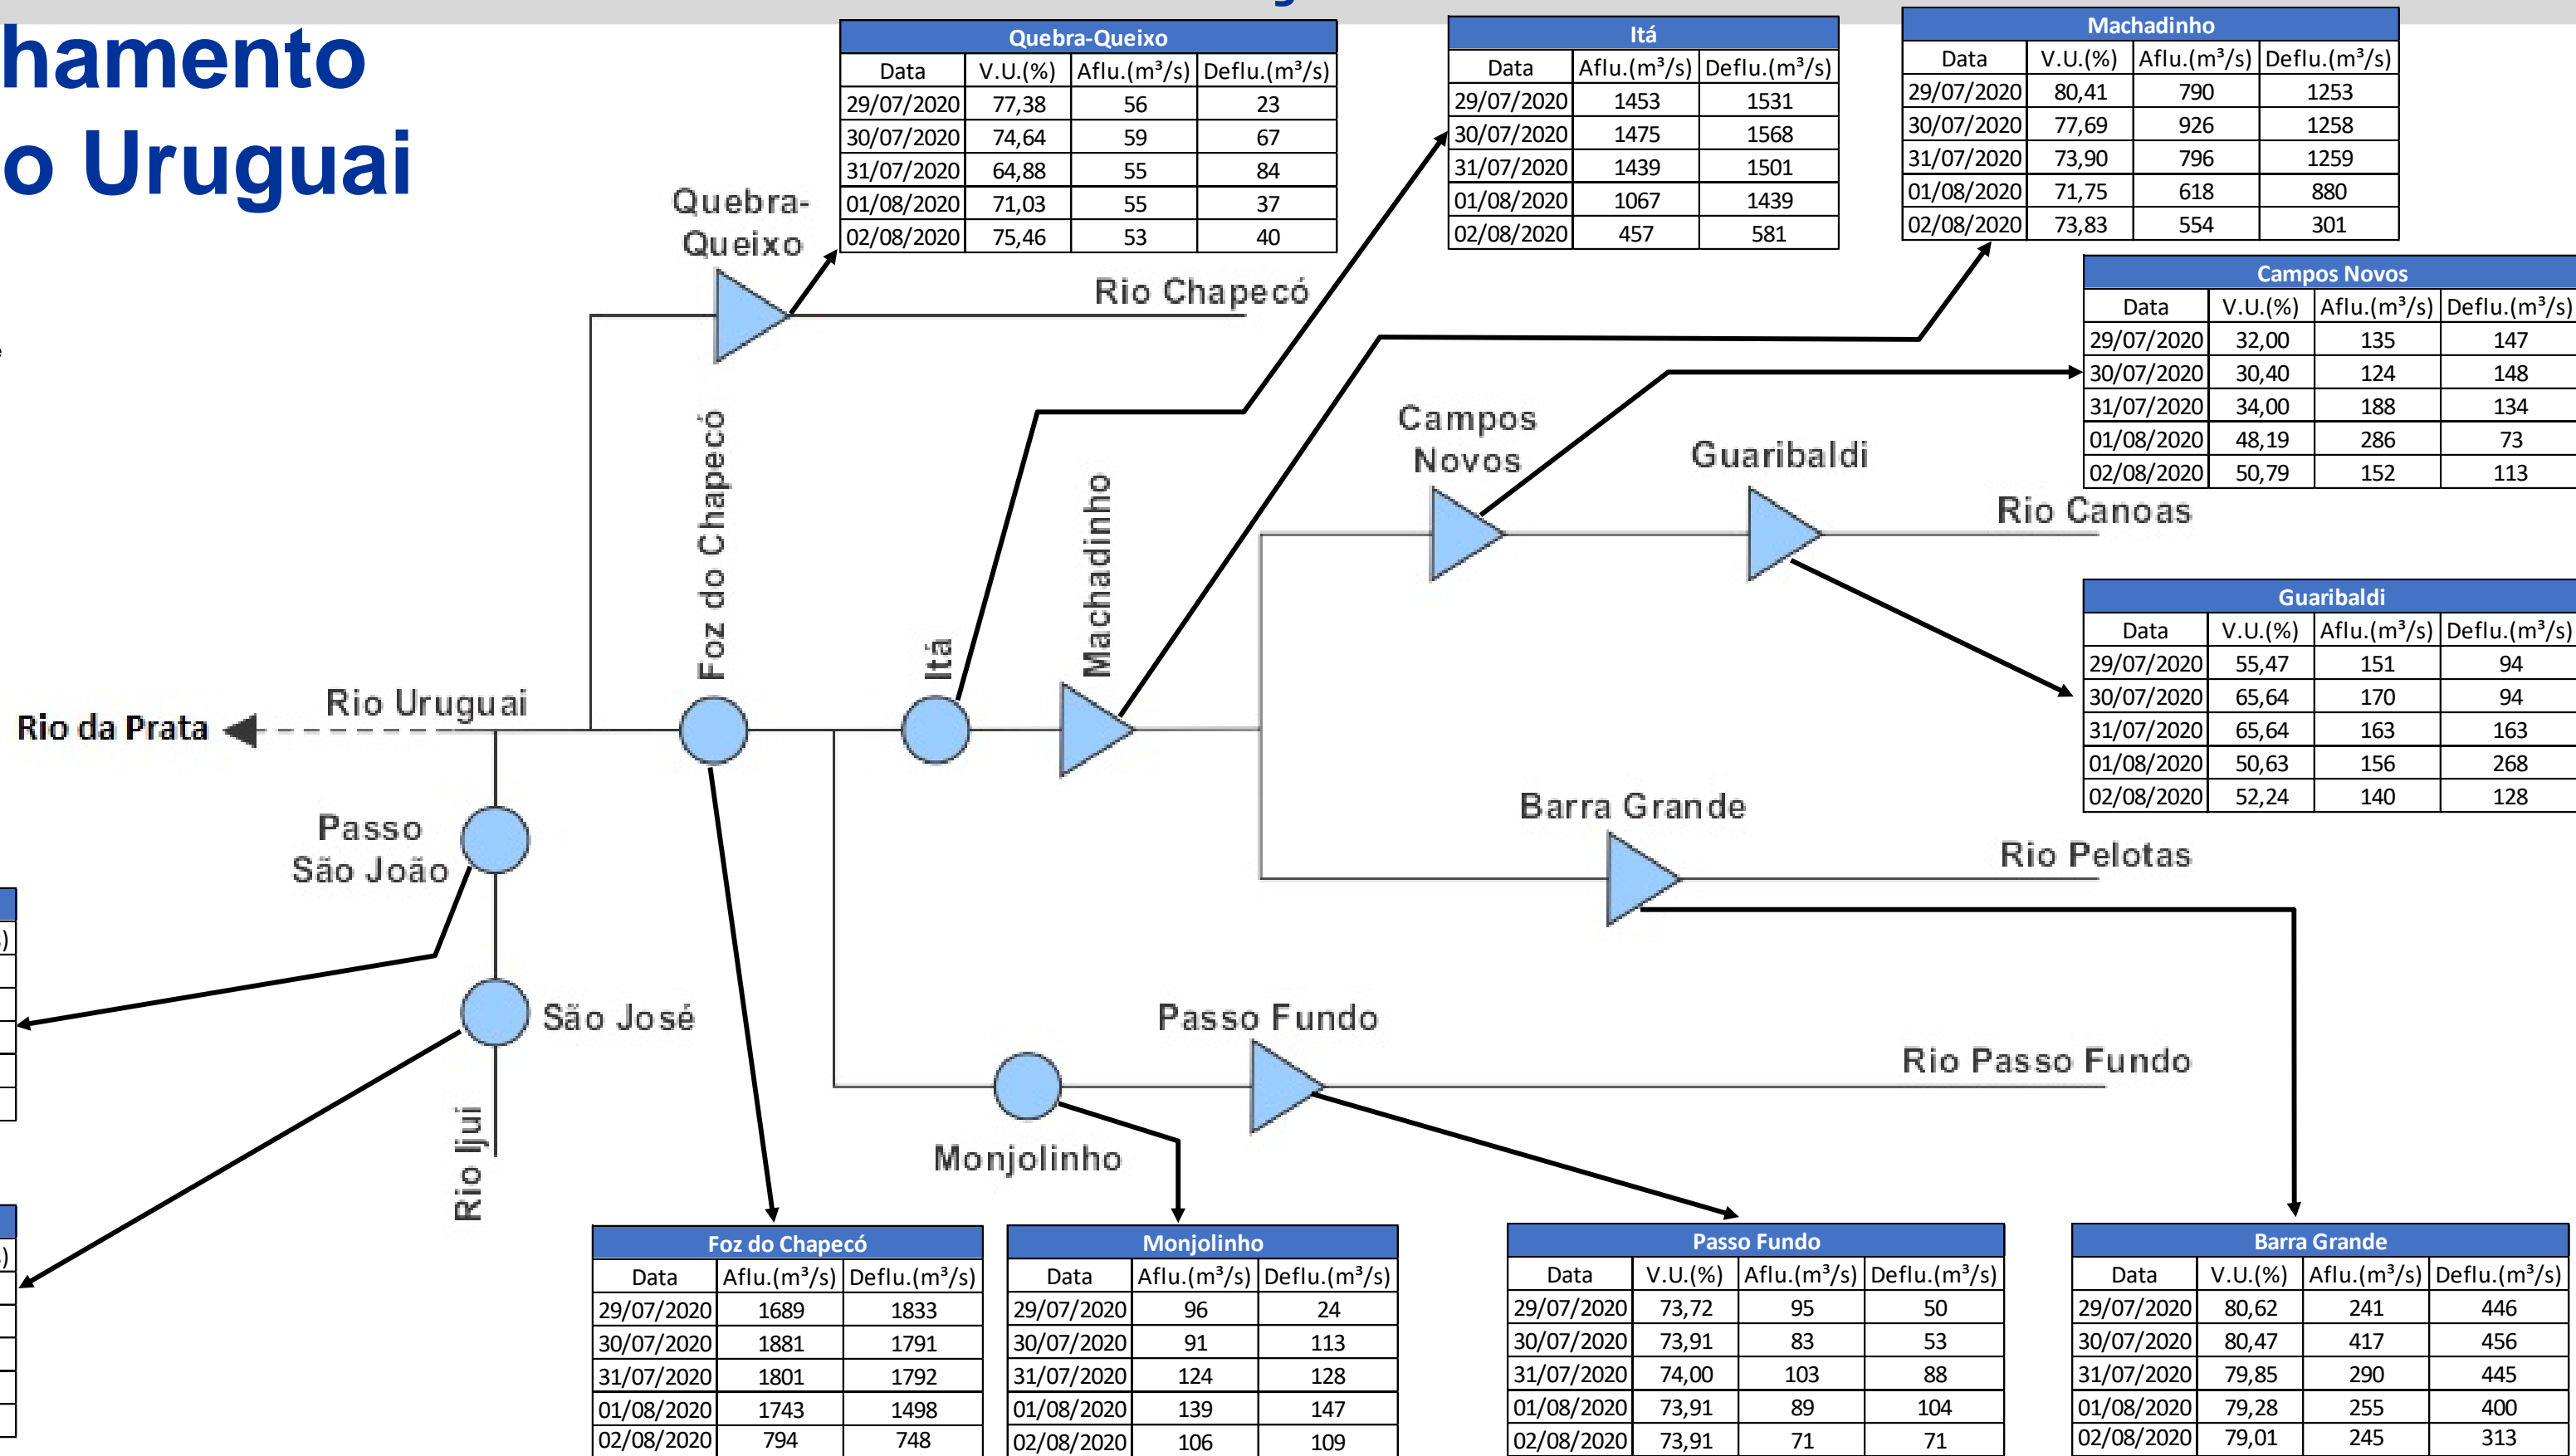 hamento
o Uruguai
Quebra-Queixo
Data V.U.(%) Aflu.(m³/s) Deflu.(m³/s)
29/07/2020 77,38 56 23
30/07/2020 74,64 59 67
31/07/2020 64,88 55 84
01/08/2020 71,03 55 37
02/08/2020 75,46 53 40
Itá
Data Aflu.(m³/s) Deflu.(m³/s)
29/07/2020 1453 1531
30/07/2020 1475 1568
31/07/2020 1439 1501
01/08/2020 1067 1439
02/08/2020 457 581
Machadinho
Data V.U.(%) Aflu.(m³/s) Deflu.(m³/s)
29/07/2020 80,41 790 1253
30/07/2020 77,69 926 1258
31/07/2020 73,90 796 1259
01/08/2020 71,75 618 880
02/08/2020 73,83 554 301
Campos Novos
Data V.U.(%) Aflu.(m³/s) Deflu.(m³/s)
29/07/2020 32,00 135 147
30/07/2020 30,40 124 148
31/07/2020 34,00 188 134
01/08/2020 48,19 286 73
02/08/2020 50,79 152 113
Quebra-
Queixo
Rio Chapecó
Foz do Chapecó
Itá
Machadinho
Campos
Novos
Guaribaldi
Rio Canoas
Guaribaldi
Data V.U.(%) Aflu.(m³/s) Deflu.(m³/s)
29/07/2020 55,47 151 94
30/07/2020 65,64 170 94
31/07/2020 65,64 163 163
01/08/2020 50,63 156 268
02/08/2020 52,24 140 128
Rio da Prata
Rio Uruguai
Passo
São João
Barra Grande
Rio Pelotas
São José
Passo Fundo
Rio Passo Fundo
Monjolinho
Rio Ijui
Foz do Chapecó
Data Aflu.(m³/s) Deflu.(m³/s)
29/07/2020 1689 1833
30/07/2020 1881 1791
31/07/2020 1801 1792
01/08/2020 1743 1498
02/08/2020 794 748
Monjolinho
Data Aflu.(m³/s) Deflu.(m³/s)
29/07/2020 96 24
30/07/2020 91 113
31/07/2020 124 128
01/08/2020 139 147
02/08/2020 106 109
Passo Fundo
Data V.U.(%) Aflu.(m³/s) Deflu.(m³/s)
29/07/2020 73,72 95 50
30/07/2020 73,91 83 53
31/07/2020 74,00 103 88
01/08/2020 73,91 89 104
02/08/2020 73,91 71 71
Barra Grande
Data V.U.(%) Aflu.(m³/s) Deflu.(m³/s)
29/07/2020 80,62 241 446
30/07/2020 80,47 417 456
31/07/2020 79,85 290 445
01/08/2020 79,28 255 400
02/08/2020 79,01 245 313